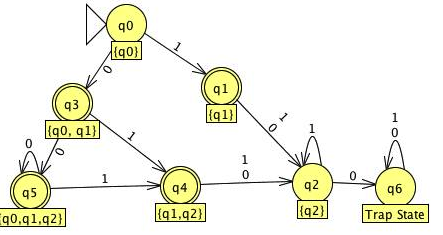 q0
{q0}
1
0
q1
{q1}
q3
{q0, q1}
1
0
1
0
0
q5
{q0,q1,q2}
1
q4
{q1,q2}
1
0
1
q2
{q2}
0
1
0
q6
Trap State